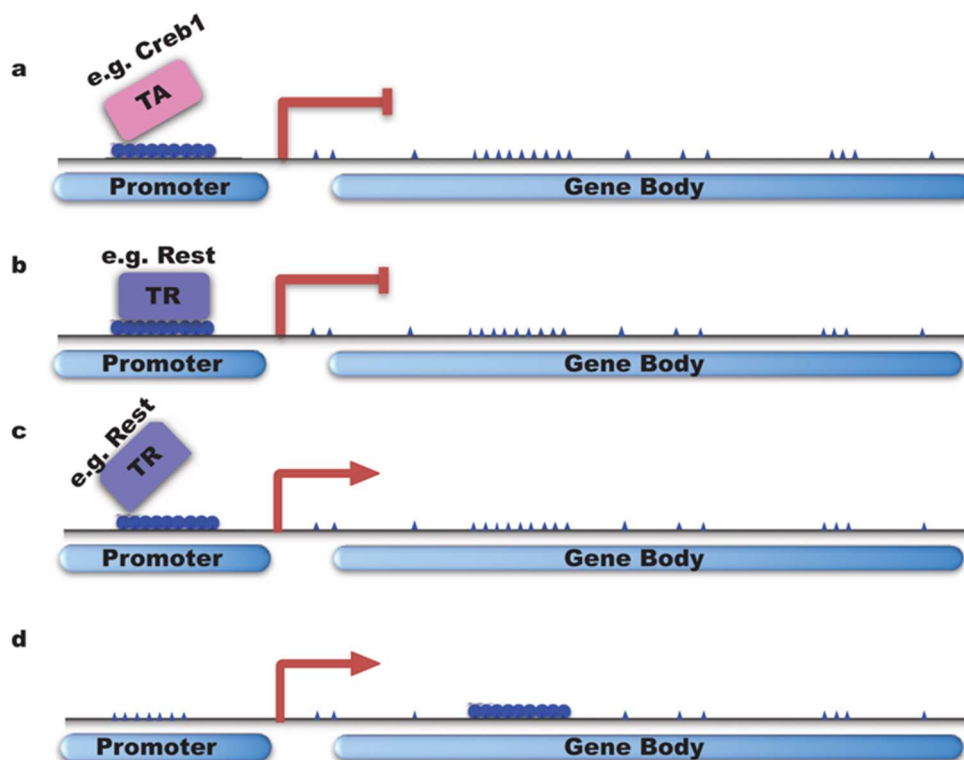 a
e.g. Creb1
TA
Promoter
Gene Body
b
e.g. Rest
TR
Promoter
Gene Body
c
e.g. Rest
TR
Promoter
Gene Body
d
Promoter
Gene Body